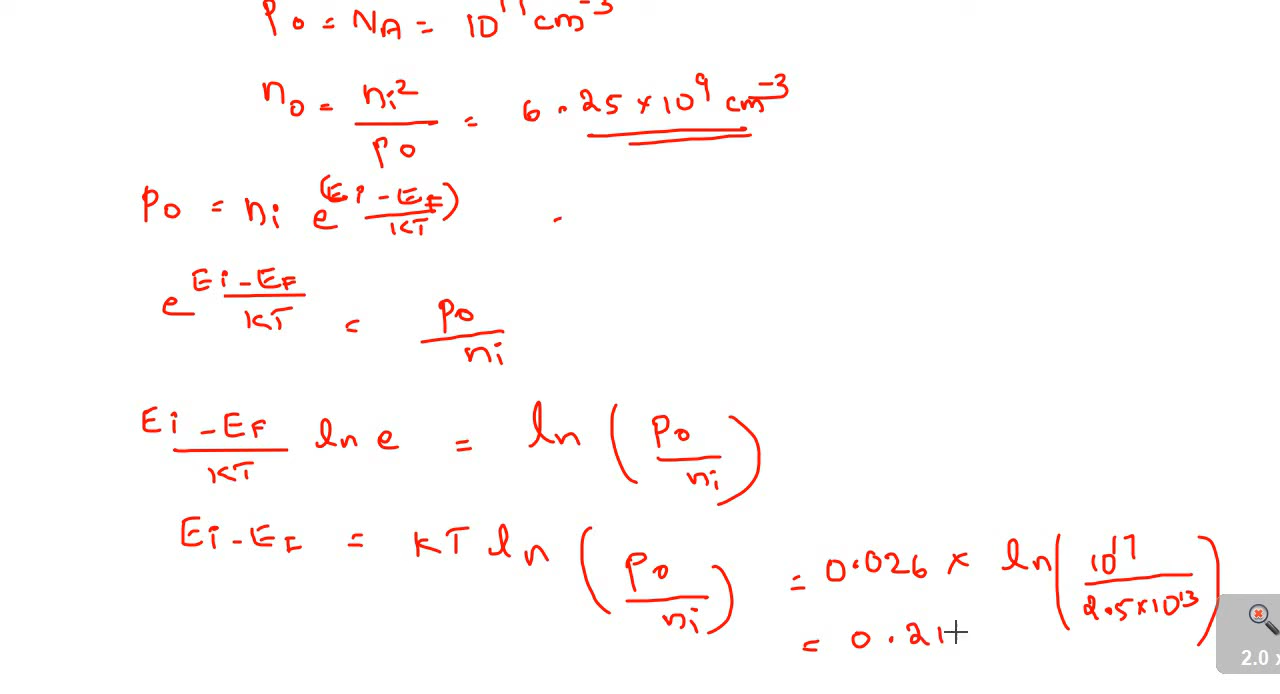 P₀ = N_A = 10¹⁷ cm⁻³
n₀ = nᵢ² / P₀ = 6.25 × 10⁹ cm⁻³
P₀ = nᵢ e^((Ei - E_F)/KT)
e^((Ei - E_F)/KT) = P₀ / nᵢ
(Ei - E_F)/KT ln e = ln (P₀ / nᵢ)
Ei - E_F = KT ln (P₀ / nᵢ) = 0.026 × ln (10¹⁷ / 2.5×10¹³)
= 0.21
2.0 x